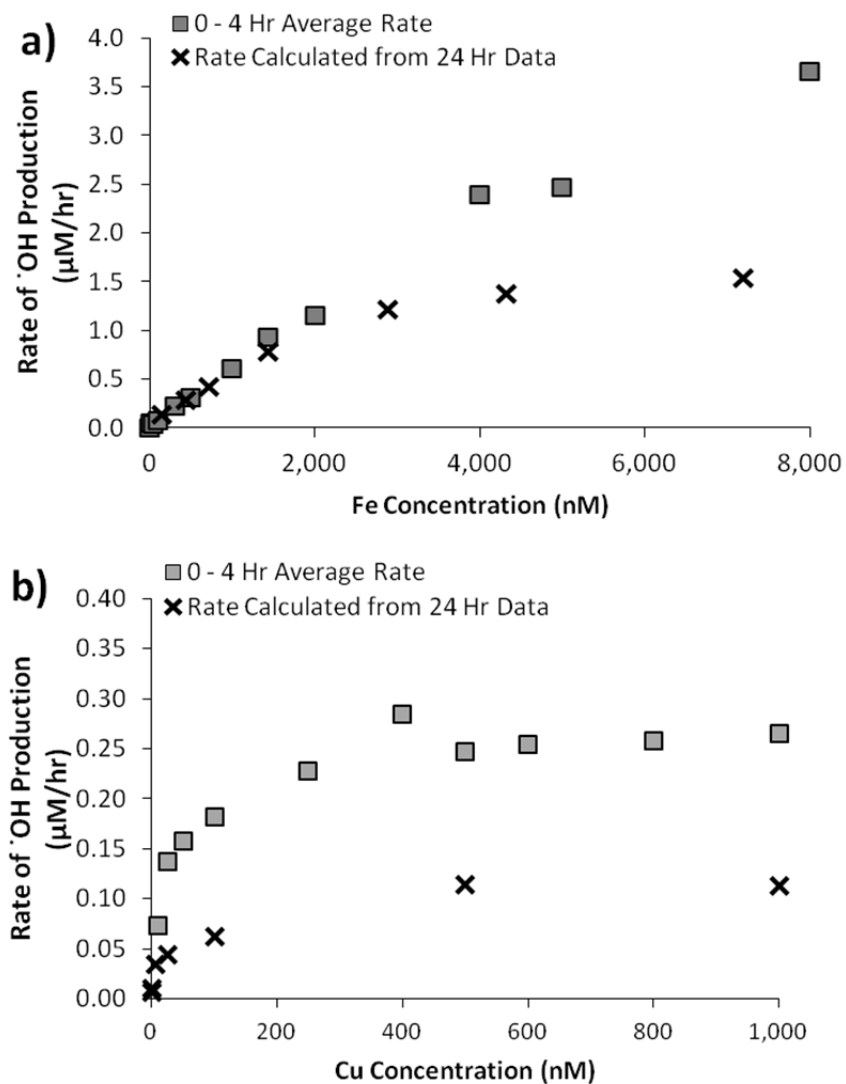 a)
0 - 4 Hr Average Rate
Rate Calculated from 24 Hr Data
Rate of ˙OH Production
(μM/hr)
4.0
3.5
3.0
2.5
2.0
1.5
1.0
0.5
0.0
0 2,000 4,000 6,000 8,000
Fe Concentration (nM)
b)
0 - 4 Hr Average Rate
Rate Calculated from 24 Hr Data
Rate of ˙OH Production
(μM/hr)
0.40
0.35
0.30
0.25
0.20
0.15
0.10
0.05
0.00
0 200 400 600 800 1,000
Cu Concentration (nM)